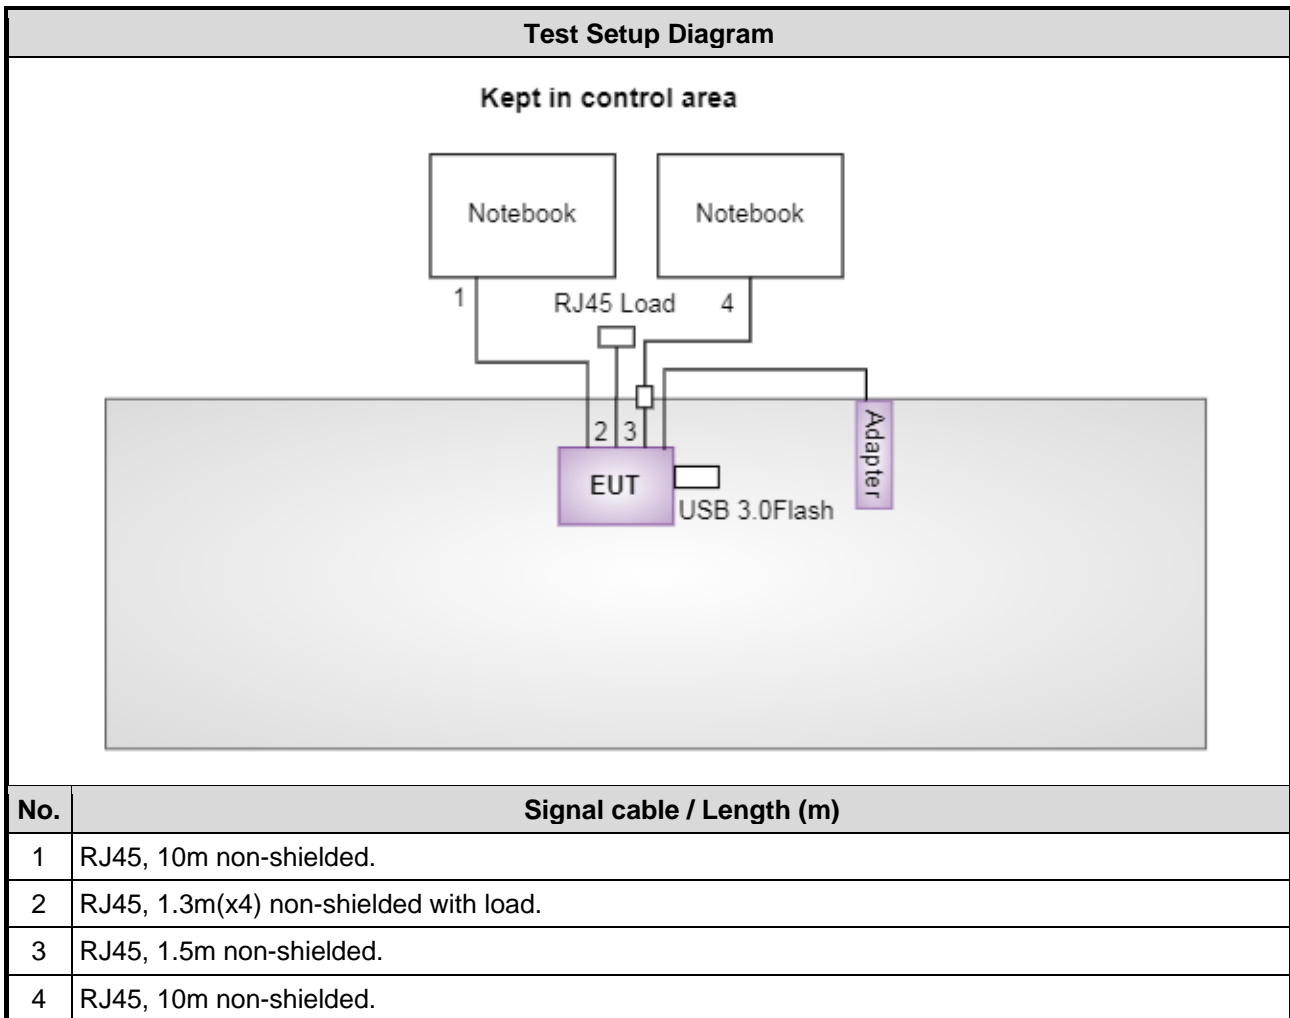 Test Setup Diagram
Kept in control area
Notebook
Notebook
1
RJ45 Load
4
2
3
EUT
Adapter
USB 3.0Flash
No.
Signal cable / Length (m)
1
RJ45, 10m non-shielded.
2
RJ45, 1.3m(x4) non-shielded with load.
3
RJ45, 1.5m non-shielded.
4
RJ45, 10m non-shielded.